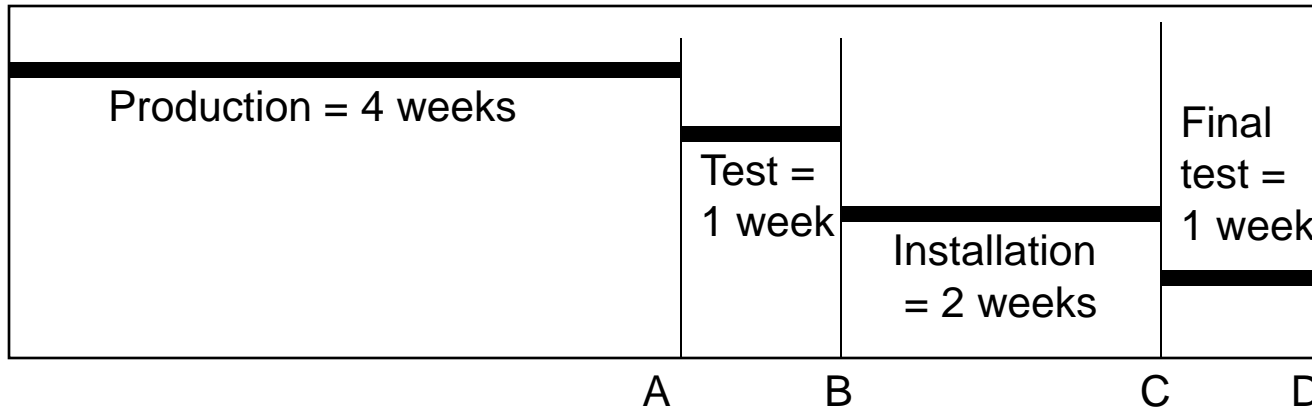 Production = 4 weeks
Test =
1 week
Installation
= 2 weeks
Final
test =
1 week
A
B
C
D